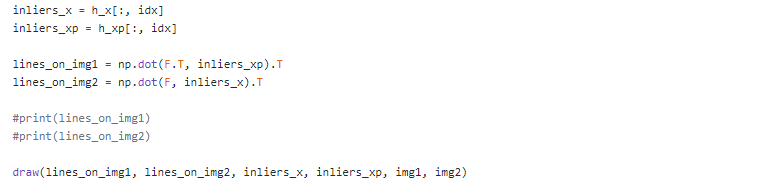 inliers_x = h_x[:, idx]
inliers_xp = h_xp[:, idx]
lines_on_img1 = np.dot(F.T, inliers_xp).T
lines_on_img2 = np.dot(F, inliers_x).T
#print(lines_on_img1)
#print(lines_on_img2)
draw(lines_on_img1, lines_on_img2, inliers_x, inliers_xp, img1, img2)